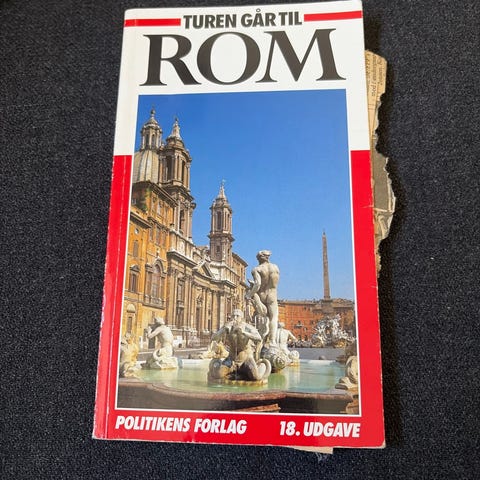 TUREN GÅR TIL
ROM
POLITIKENS FORLAG
18. UDGAVE